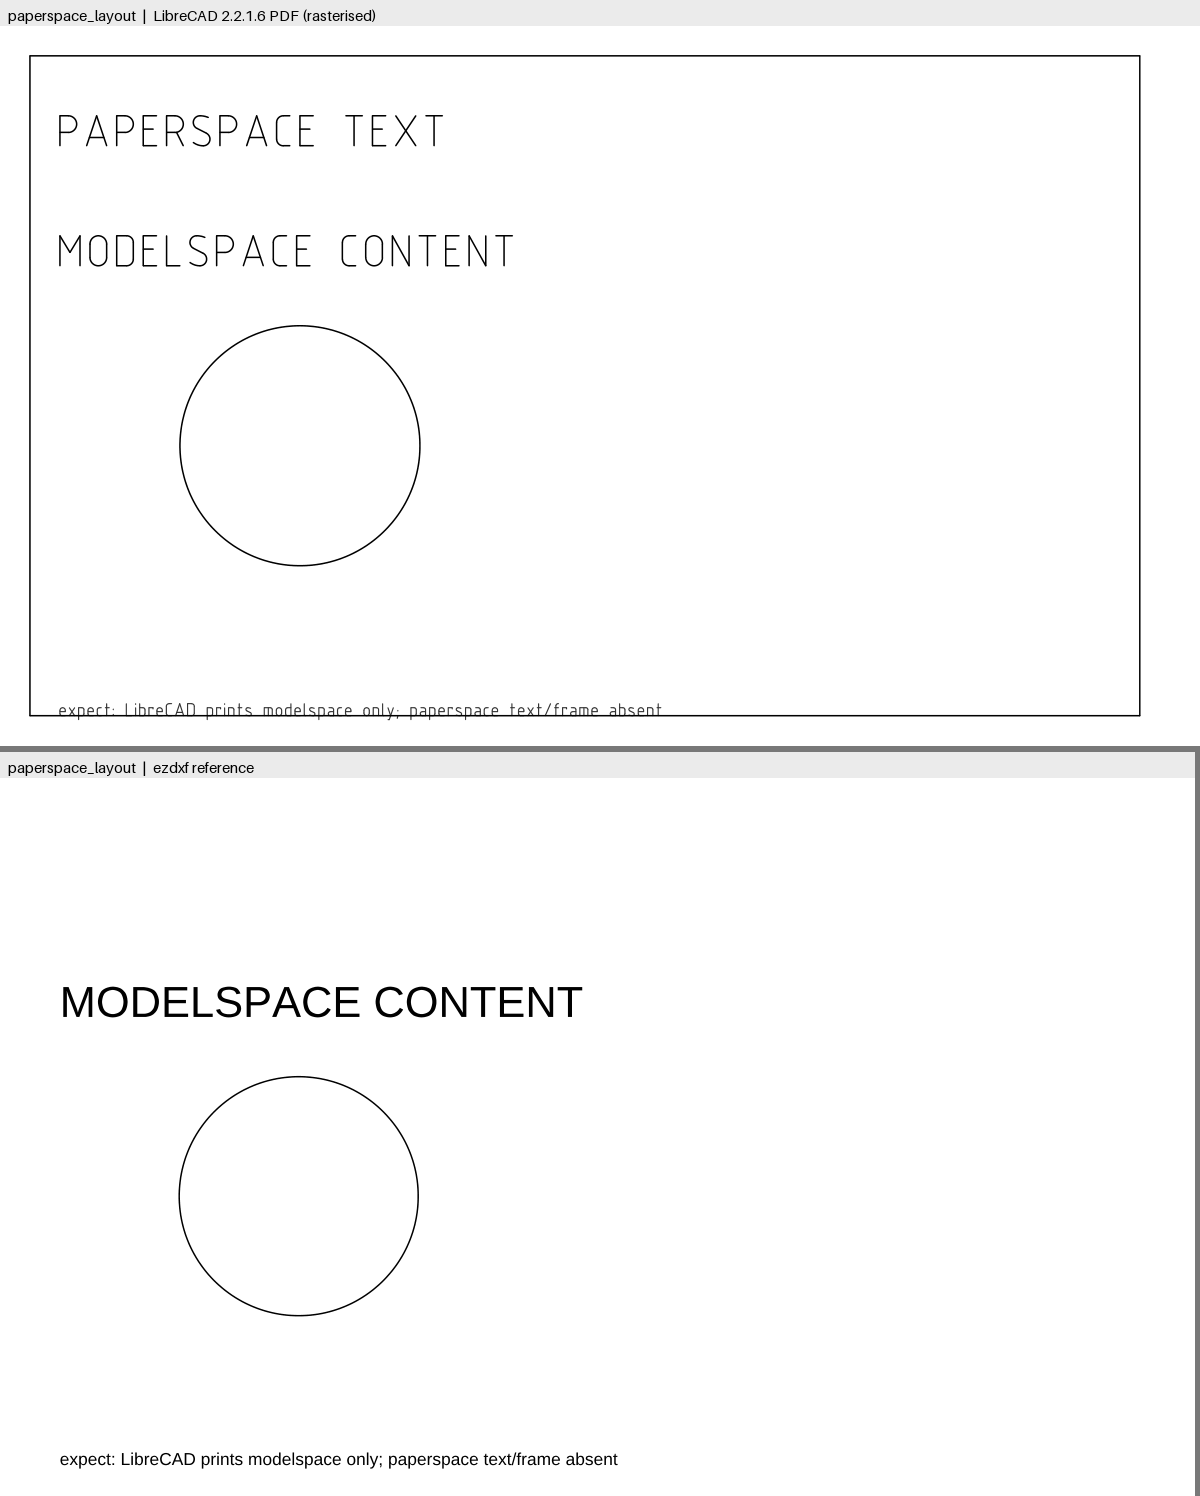 paperspace_layout | LibreCAD 2.2.1.6 PDF (rasterised)
PAPERSPACE TEXT
MODELSPACE CONTENT
expect: LibreCAD prints modelspace only; paperspace text/frame absent
paperspace_layout | ezdxf reference
MODELSPACE CONTENT
expect: LibreCAD prints modelspace only; paperspace text/frame absent